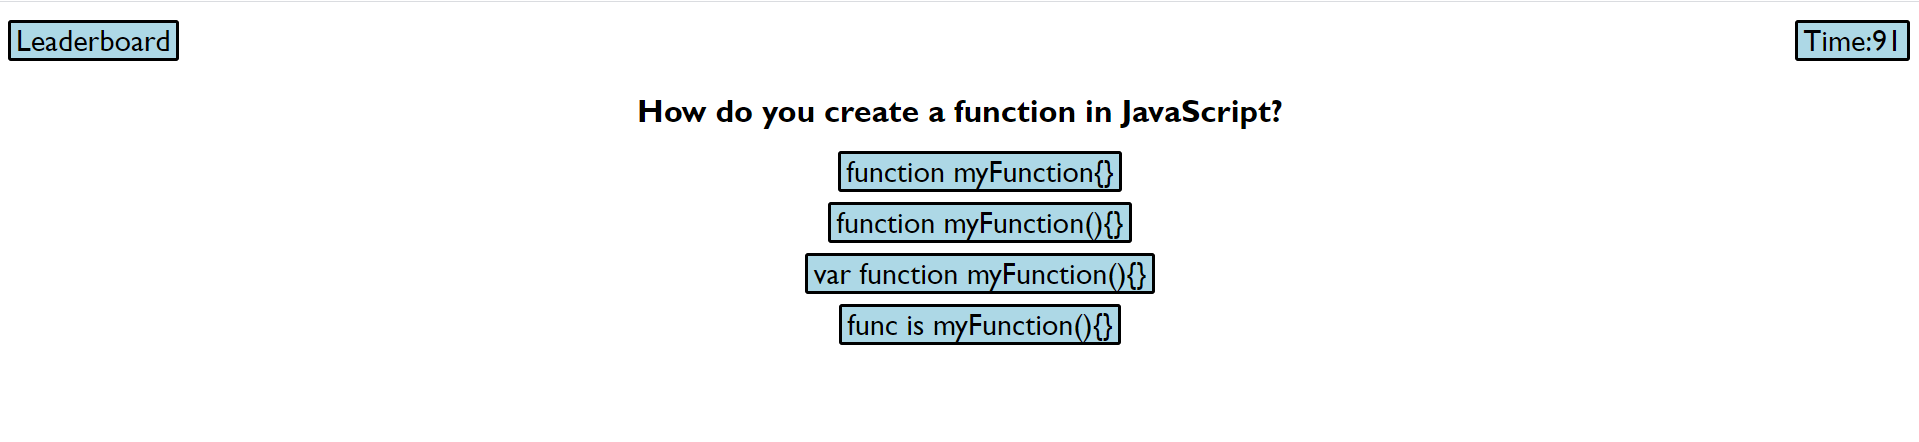 Leaderboard
Time:91
How do you create a function in JavaScript?
function myFunction{}
function myFunction(){}
var function myFunction(){}
func is myFunction(){}